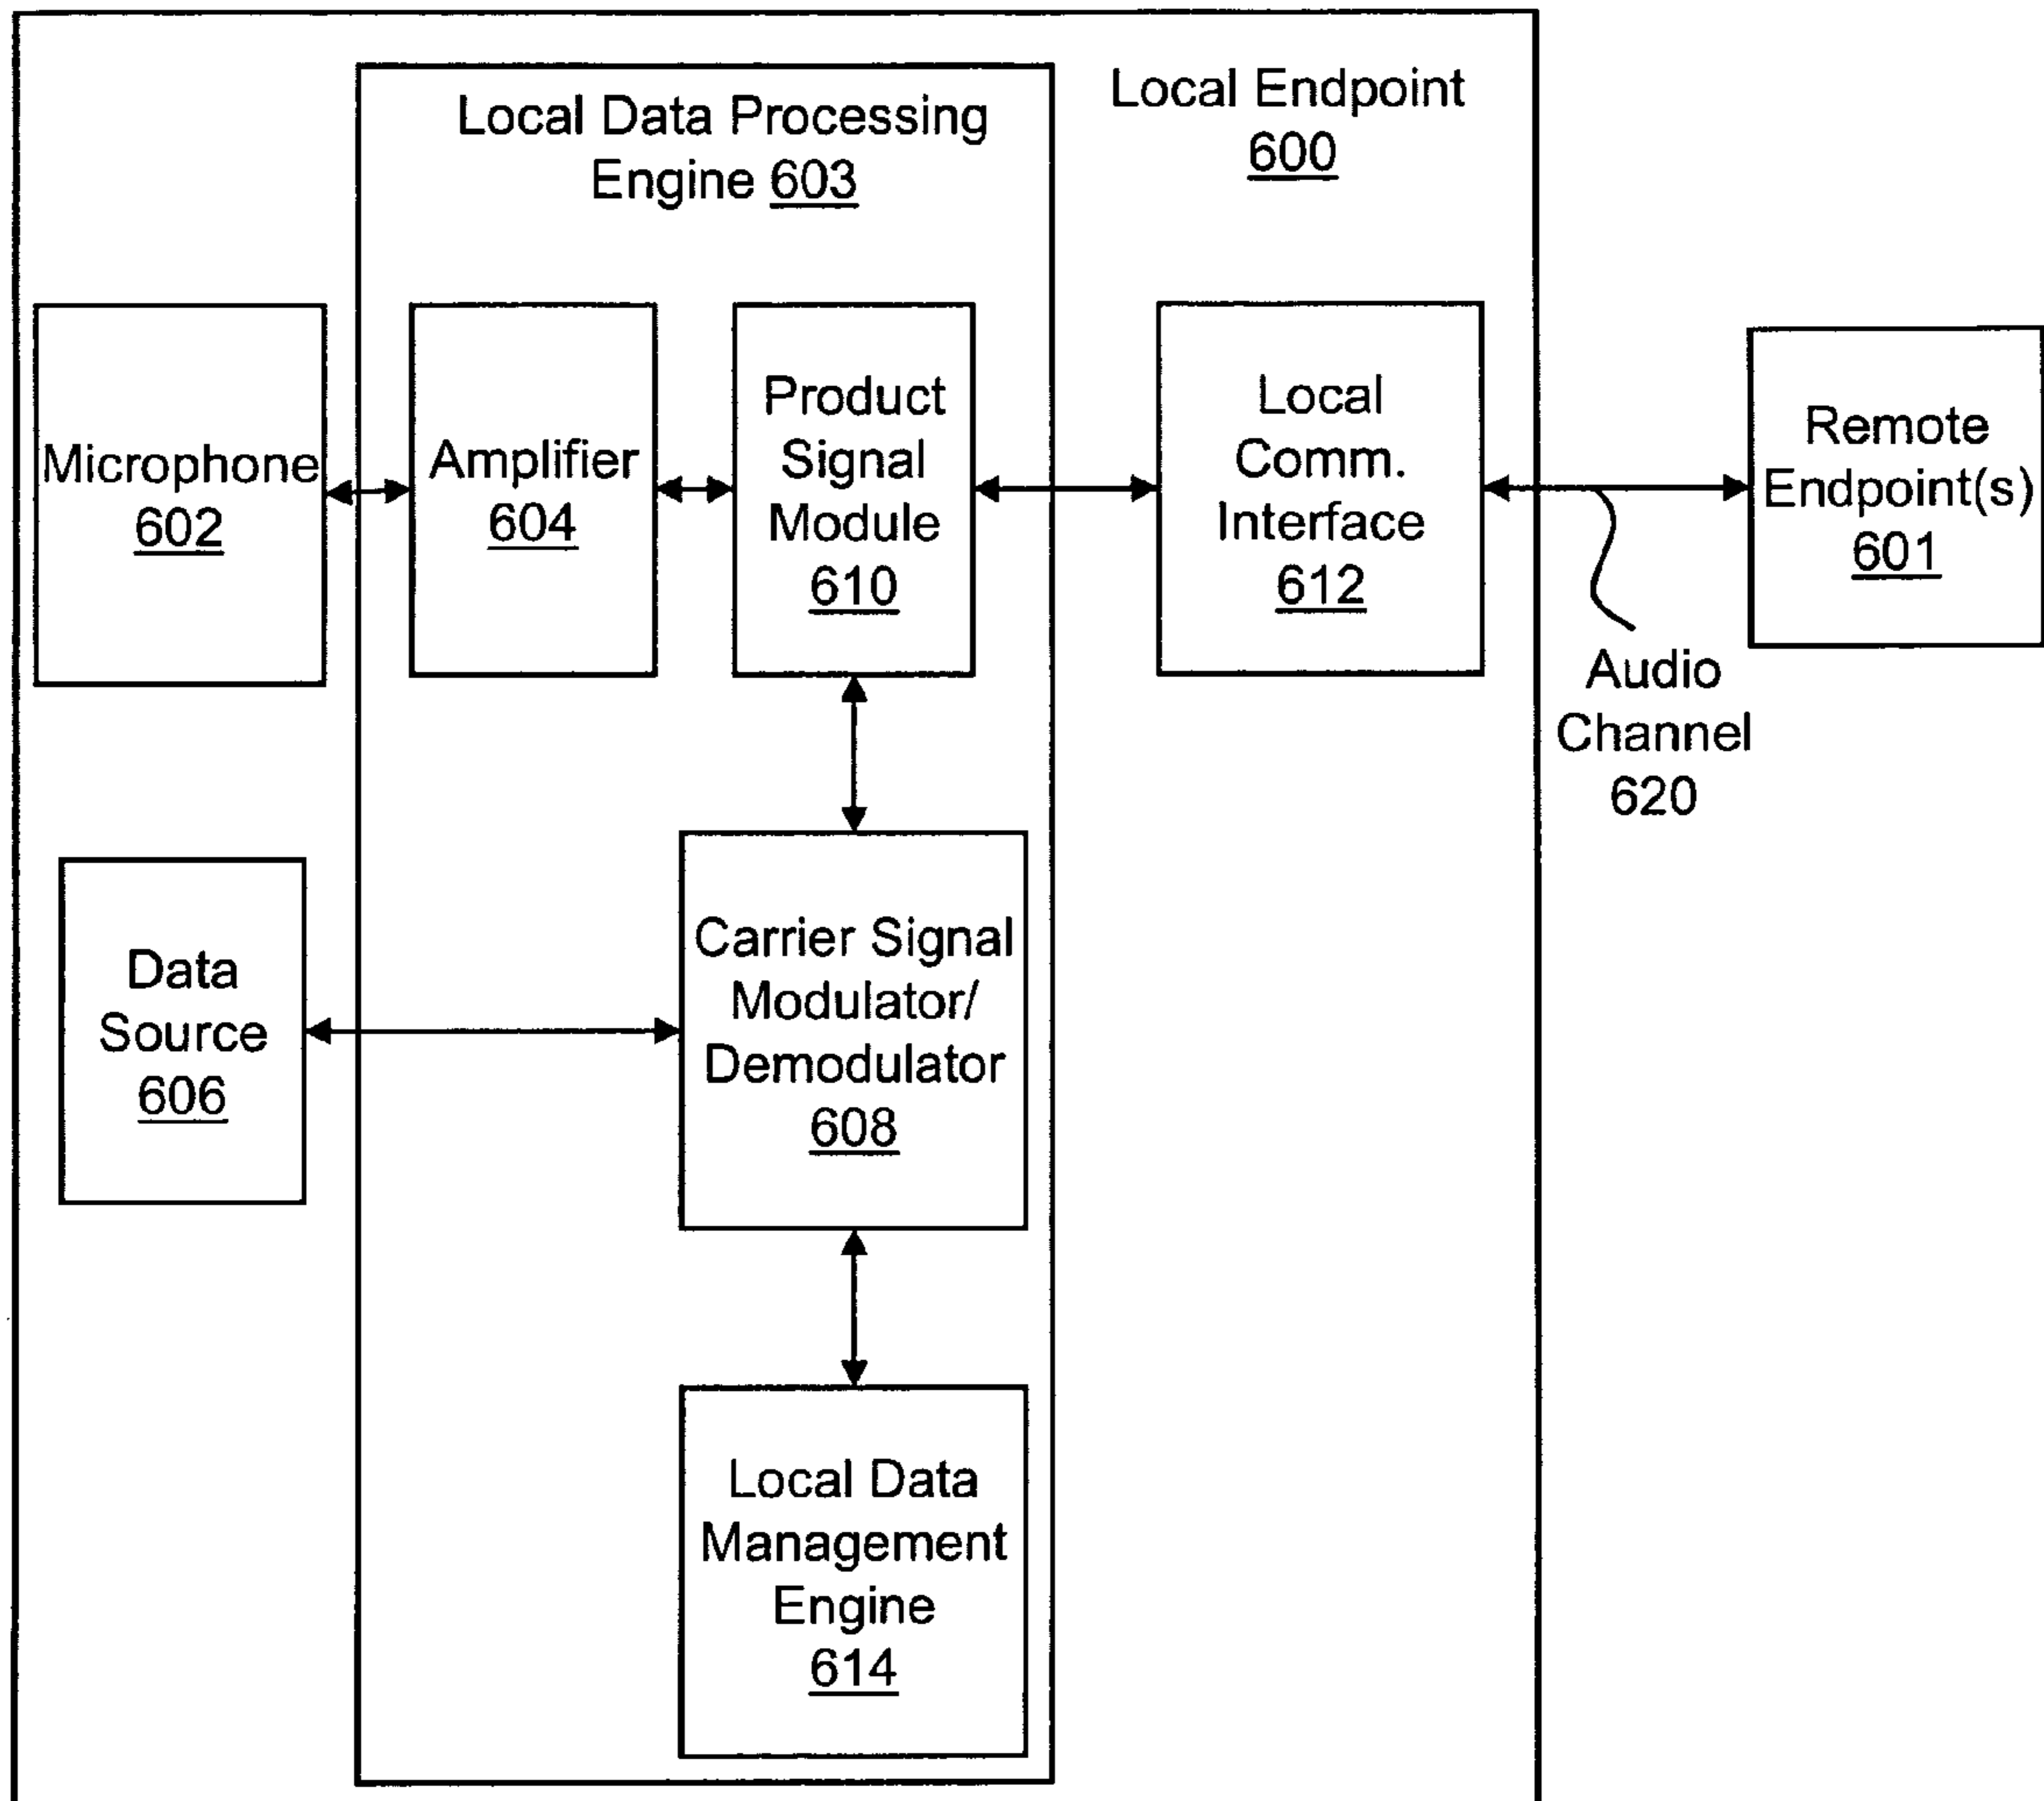 Local Data Processing
Engine 603
Local Endpoint
600
Microphone
602
Amplifier
604
Product
Signal
Module
610
Local
Comm.
Interface
612
Remote
Endpoint(s)
601
Audio
Channel
620
Data
Source
606
Carrier Signal
Modulator/
Demodulator
608
Local Data
Management
Engine
614